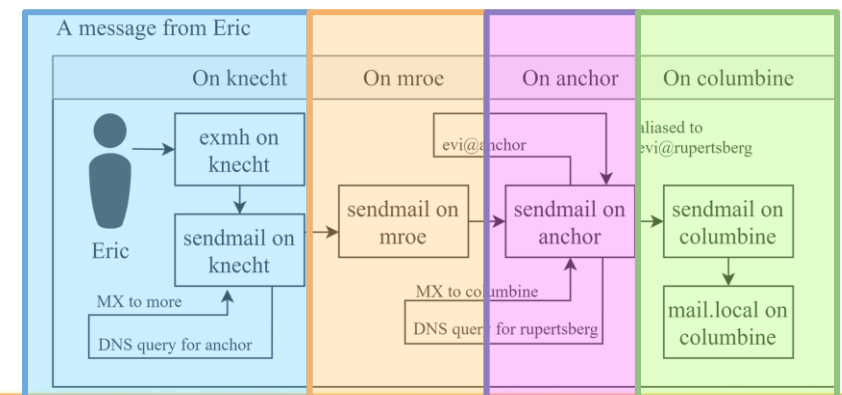 A message from Eric
On knecht
On mroe
On anchor
On columbine
exmh on
knecht
evi@anchor
aliased to
evi@rupertsberg
Eric
sendmail on
knecht
sendmail on
mroe
sendmail on
anchor
sendmail on
columbine
MX to more
DNS query for anchor
MX to columbine
DNS query for rupertsberg
mail.local on
columbine